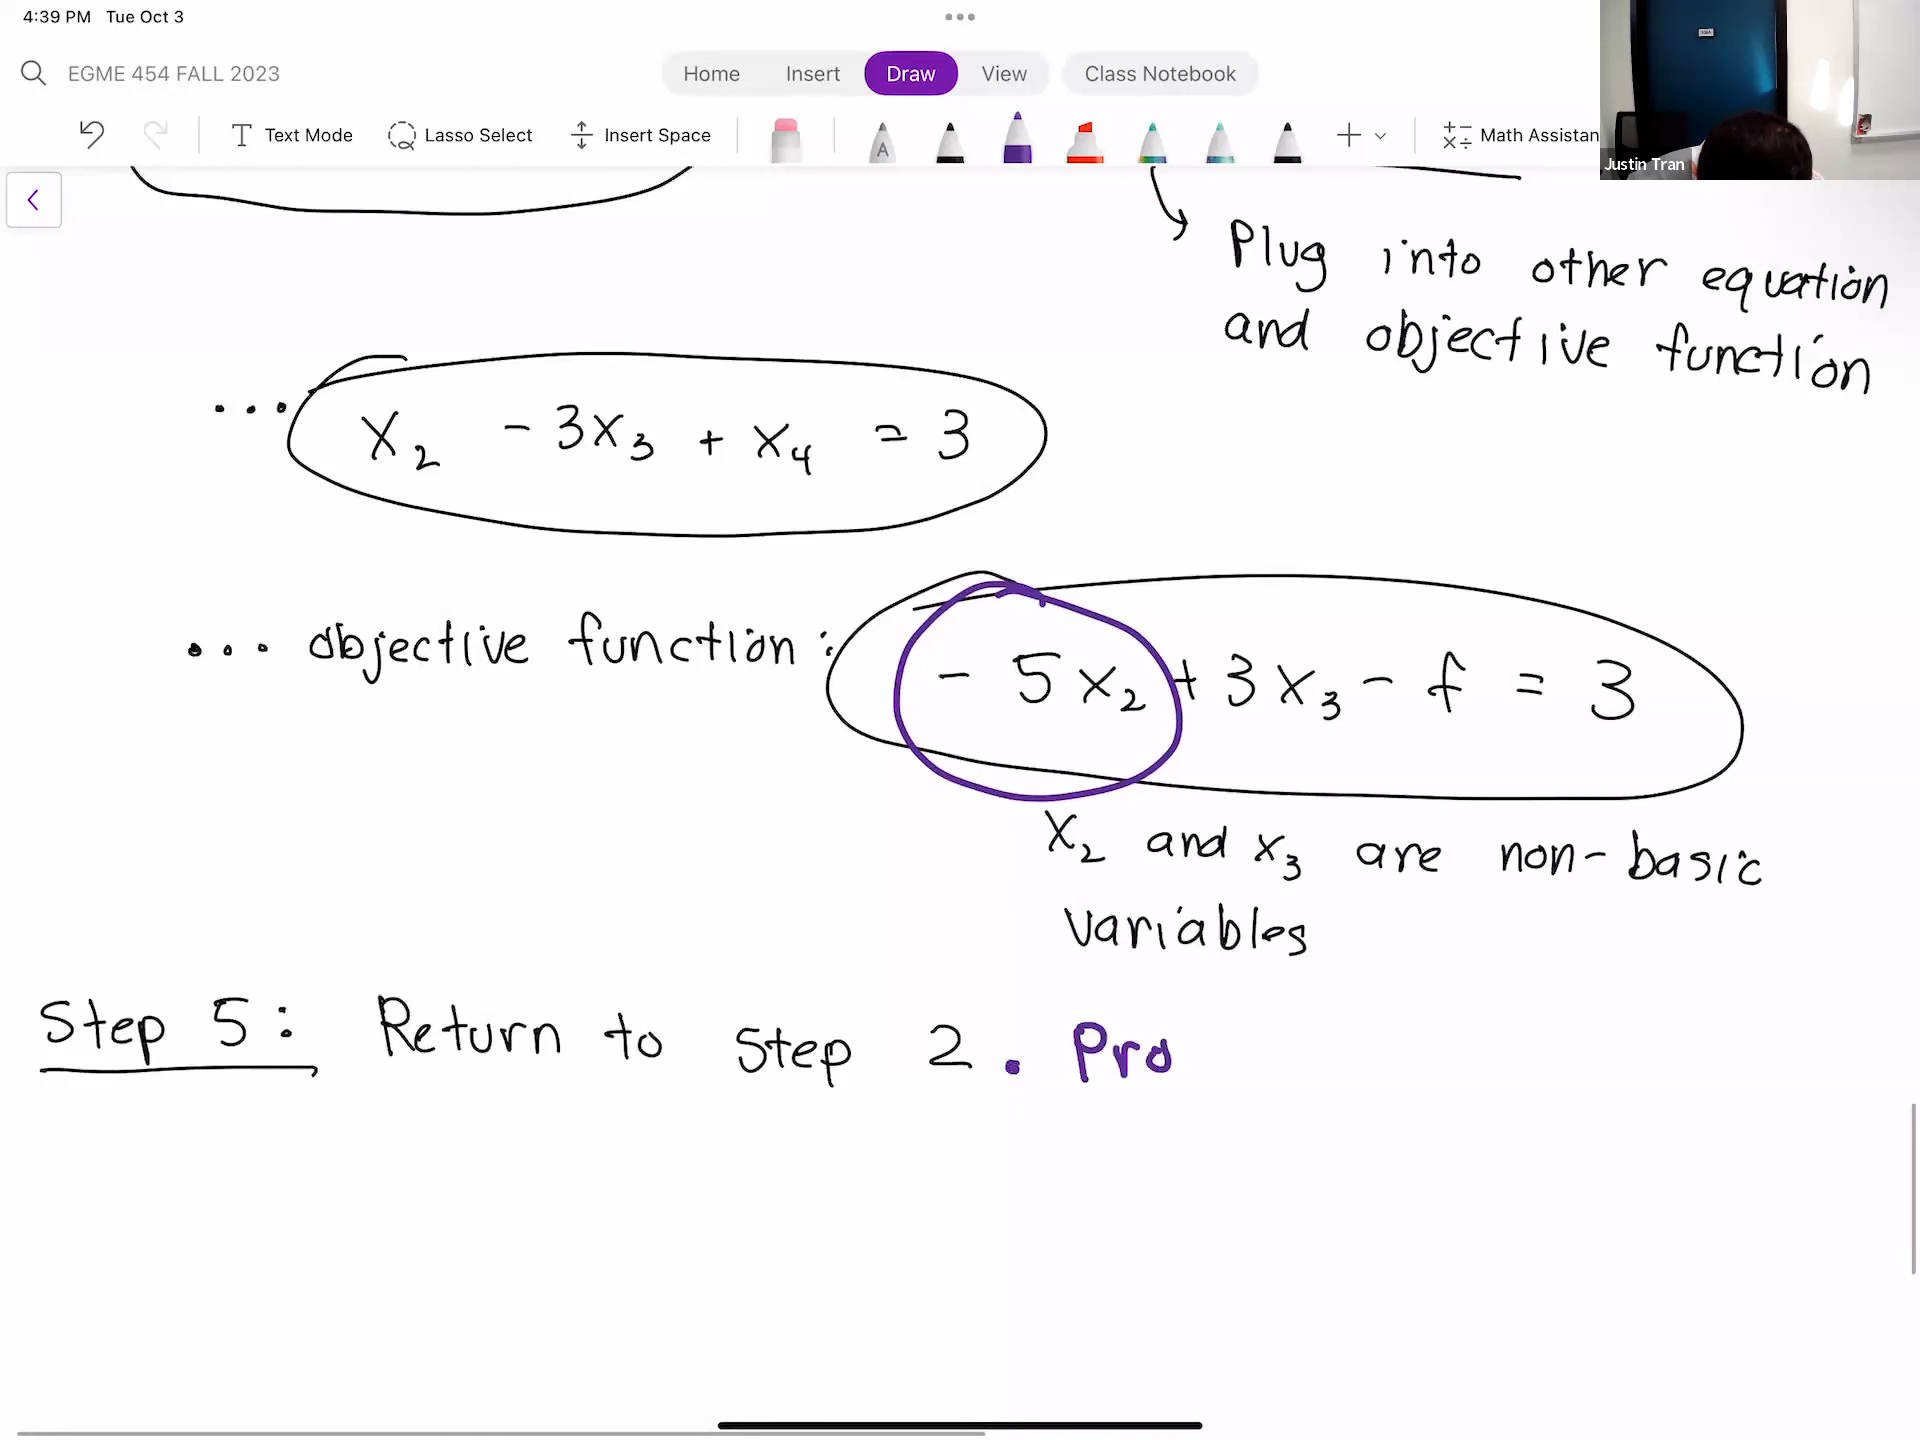 4:39 PM Tue Oct 3
EGME 454 FALL 2023
Home Insert Draw View Class Notebook
Text Mode Lasso Select Insert Space A Math Assistan
Justin Tran
Plug into other equation
and objective function
... x₂ - 3x₃ + x₄ = 3
... objective function: - 5x₂ + 3x₃ - f = 3
x₂ and x₃ are non-basic
variables
Step 5: Return to Step 2. Pro